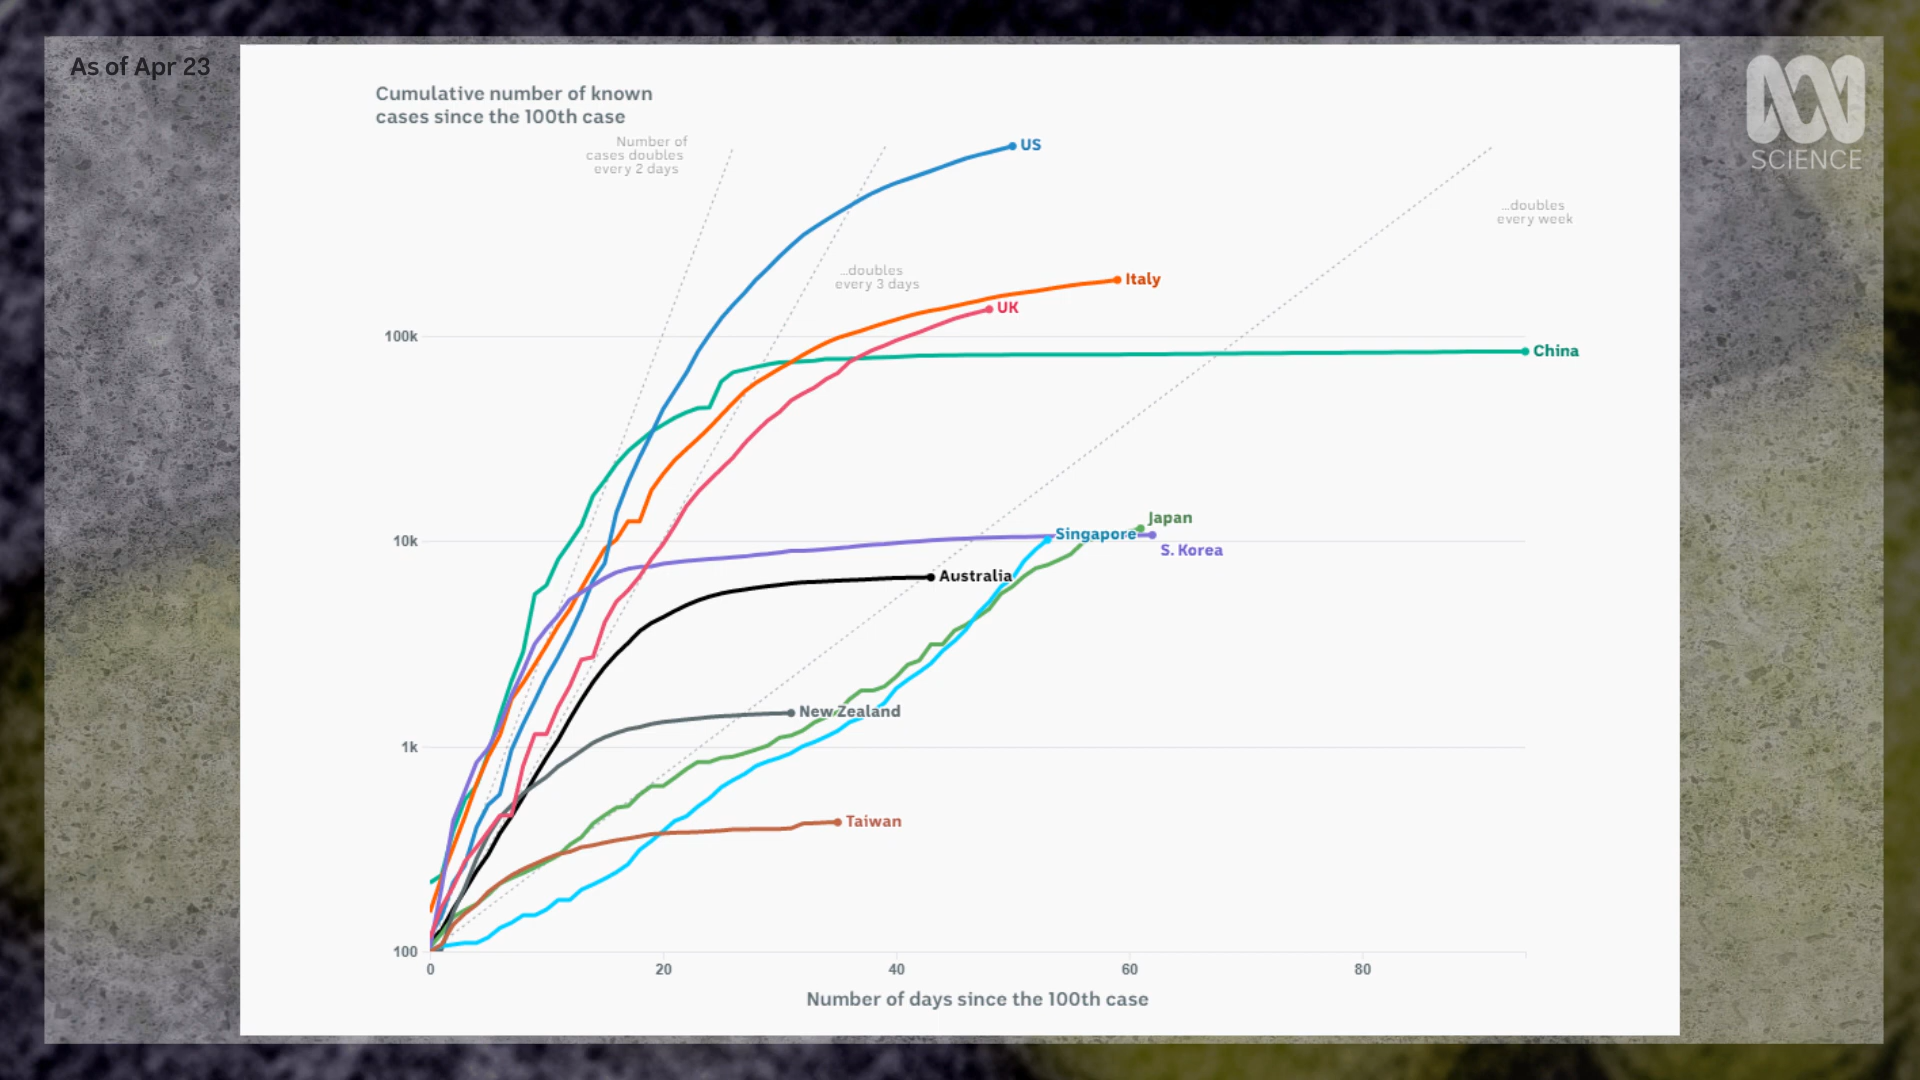 As of Apr 23
SCIENCE
Cumulative number of known
cases since the 100th case
Number of
cases doubles
every 2 days
US
...doubles
every week
...doubles
every 3 days
Italy
UK
100k
China
Japan
Singapore
10k
S. Korea
Australia
New Zealand
1k
Taiwan
100
0
20
40
60
80
Number of days since the 100th case